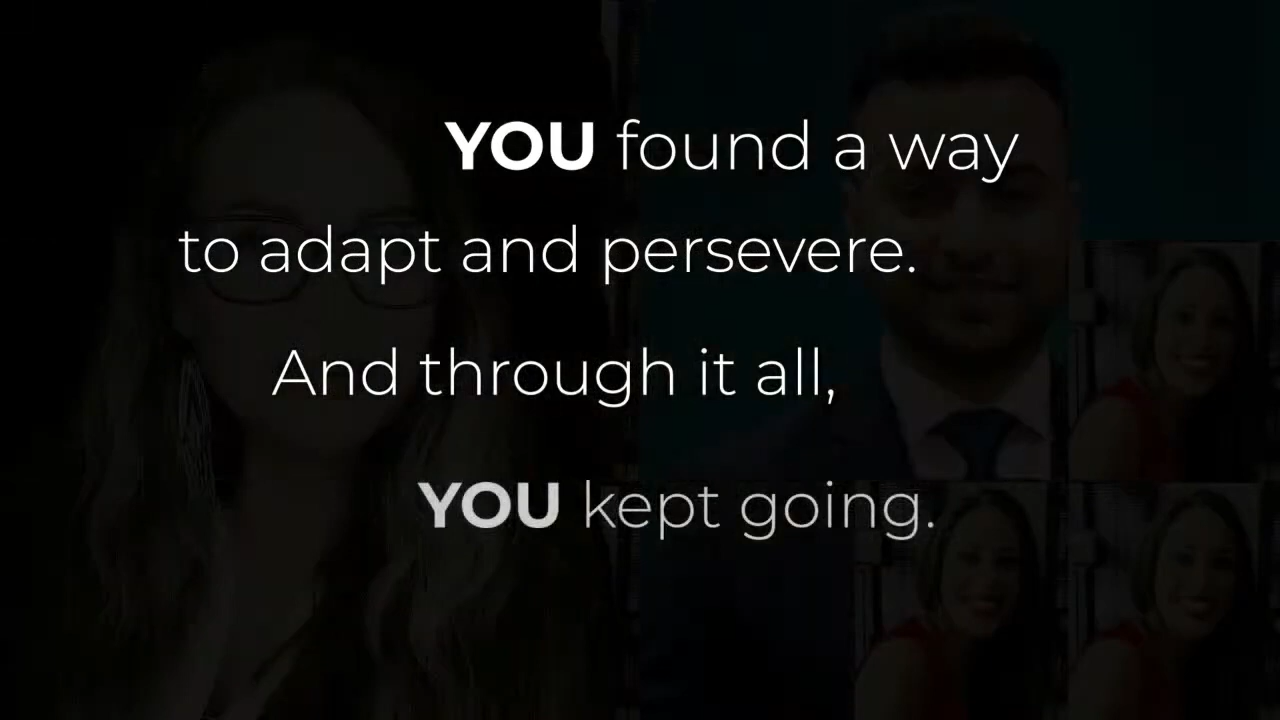 YOU found a way
to adapt and persevere.
And through it all,
YOU kept going.